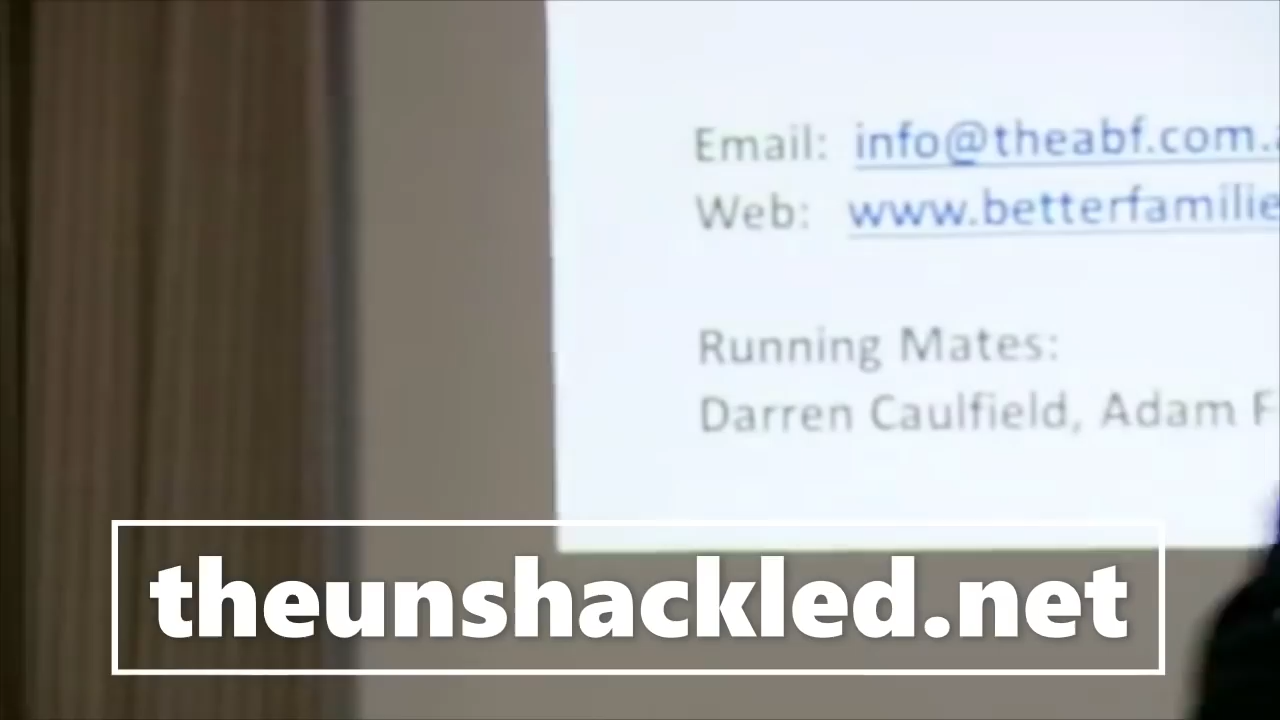 Email: info@theabf.com.
Web: www.betterfamilie
Running Mates:
Darren Caulfield, Adam F
theunshackled.net